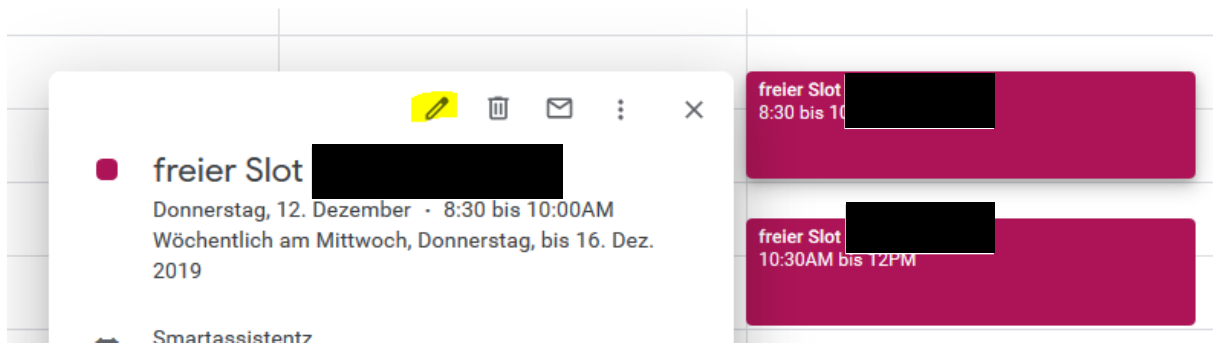 freier Slot
Donnerstag, 12. Dezember · 8:30 bis 10:00AM
Wöchentlich am Mittwoch, Donnerstag, bis 16. Dez.
2019
Smartassistentz
freier Slot
8:30 bis
freier Slot
10:30AM bis 12PM